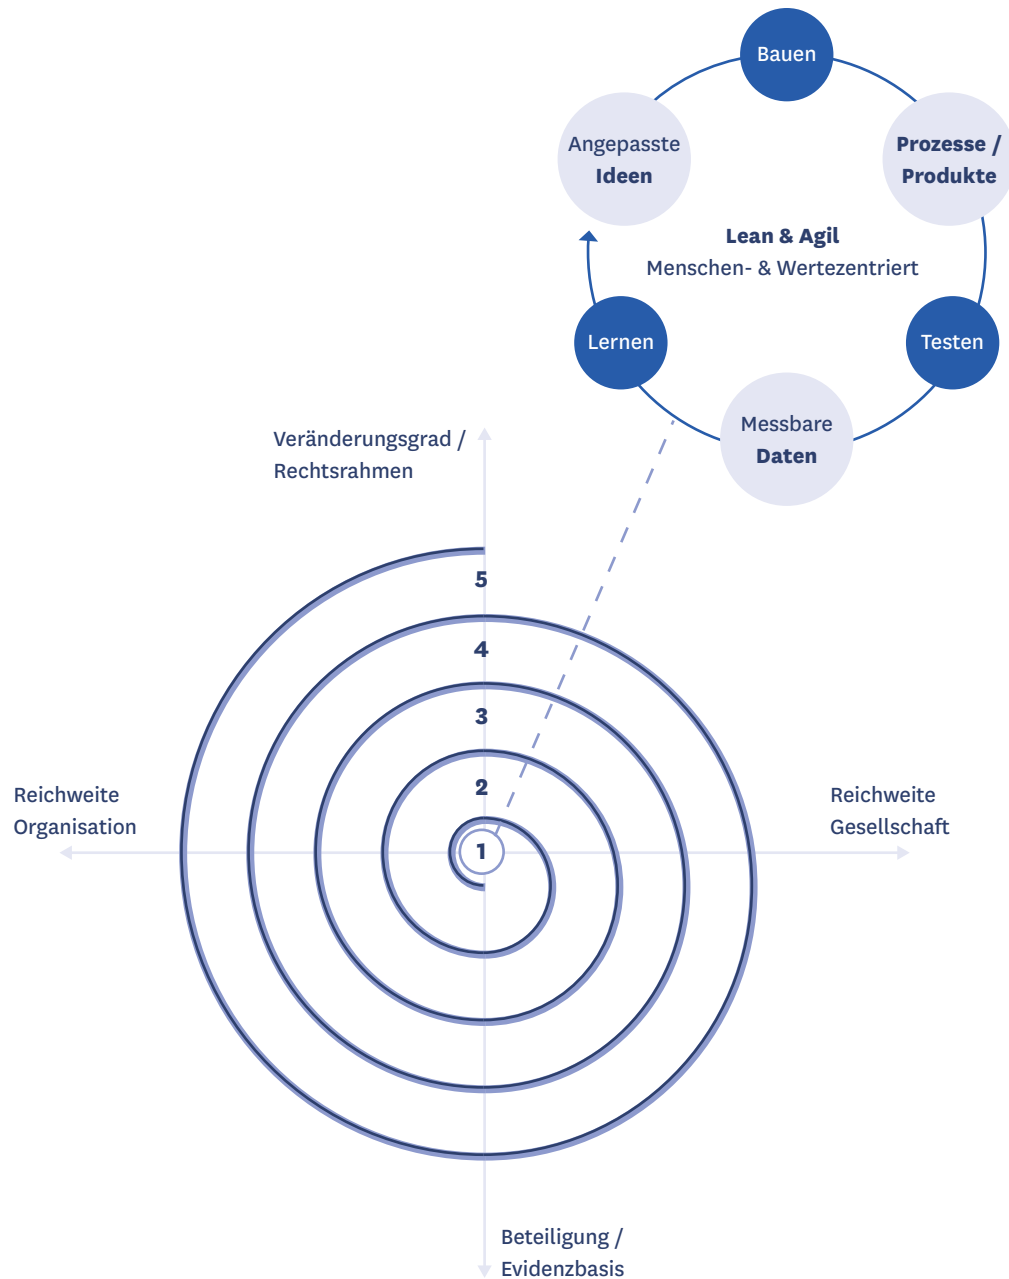 Bauen
Angepasste
Ideen
Prozesse /
Produkte
Lean & Agil
Menschen- & Wertezentriert
Lernen
Testen
Messbare
Daten
Veränderungsgrad /
Rechtsrahmen
5
4
3
2
Reichweite
Organisation
1
Reichweite
Gesellschaft
Beteiligung /
Evidenzbasis